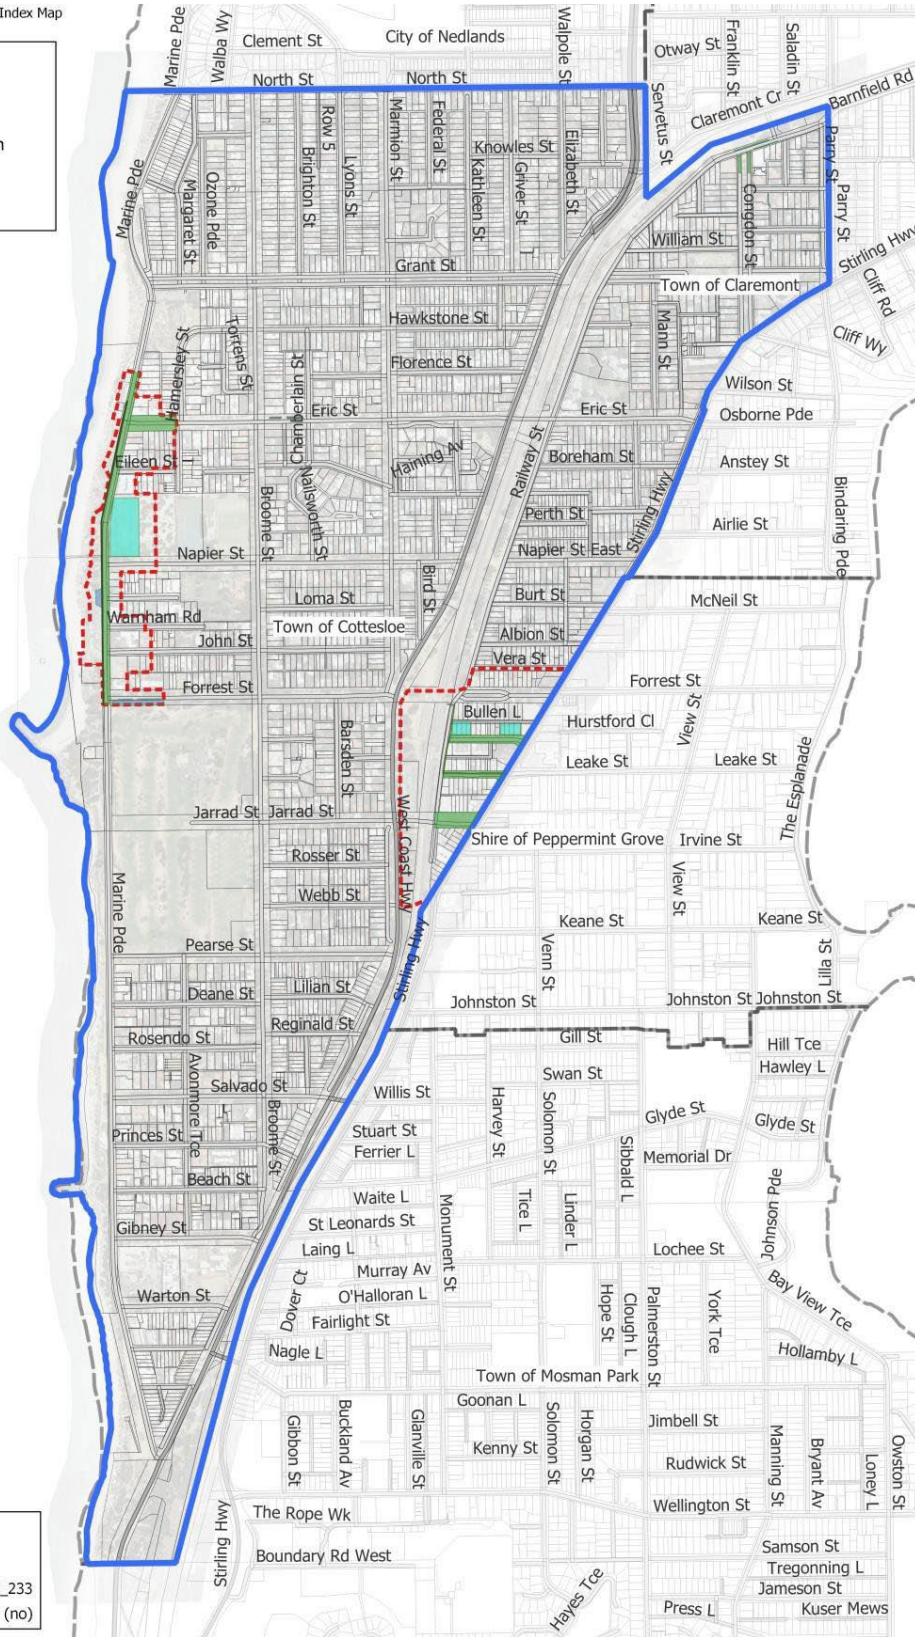 Index Map
Marine Pde
Walba Wy
Clement St
City of Nedlands
Walpole St
Otway St
Franklin St
Saladin St
North St
North St
Servetus St
Claremont Cr
Barnfield Rd
Row 5
Marmion St
Federal St
Knowles St
Elizabeth St
Brighton St
Lyons St
Kathleen St
Griver St
Parry St
Parry St
Marine Pde
Margaret St
Ozone Pde
Congdon St
William St
Grant St
Stirling Hwy
Town of Claremont
Cliff Rd
Hawkstone St
Mann St
Cliff Wy
Hamersley St
Torrens St
Chamberlain St
Florence St
Wilson St
Eric St
Eric St
Osborne Pde
Eileen St
Haining Av
Railway St
Boreham St
Anstey St
Nailsworth St
Broome St
Perth St
Stirling Hwy
Airlie St
Bindaring Pde
Napier St
Napier St East
Bird St
Loma St
Burt St
McNeil St
Warnham Rd
Town of Cottesloe
John St
Albion St
Vera St
Forrest St
Forrest St
View St
Bullen L
Hurstford Cl
Barsden St
Leake St
Leake St
The Esplanade
Jarrad St
Jarrad St
West Coast Hwy
Shire of Peppermint Grove
Irvine St
Rosser St
Marine Pde
View St
Webb St
Keane St
Keane St
Pearse St
Stirling Hwy
Venn St
Lilla St
Deane St
Lilian St
Johnston St
Johnston St
Johnston St
Reginald St
Rosendo St
Gill St
Hill Tce
Avonmore Tce
Salvado St
Swan St
Hawley L
Willis St
Harvey St
Solomon St
Broome St
Glyde St
Glyde St
Princes St
Stuart St
Sibbald L
Ferrier L
Memorial Dr
Beach St
Waite L
Monument St
Tice L
Linder L
Johnson Pde
Gibney St
St Leonards St
Laing L
Lochee St
Dover Ct
Murray Av
Bay View Tce
Warton St
O'Halloran L
Hope St
Clough L
Palmerston St
York Tce
Fairlight St
Nagle L
Hollamby L
Town of Mosman Park
Goonan L
Gibbon St
Buckland Av
Glanville St
Solomon St
Horgan St
Jimbell St
Kenny St
Manning St
Bryant Av
Loney L
Owston St
Rudwick St
Stirling Hwy
The Rope Wk
Wellington St
Boundary Rd West
Samson St
Tregonning L
Hayes Tce
Jameson St
Press L
Kuser Mews
_233
(no)